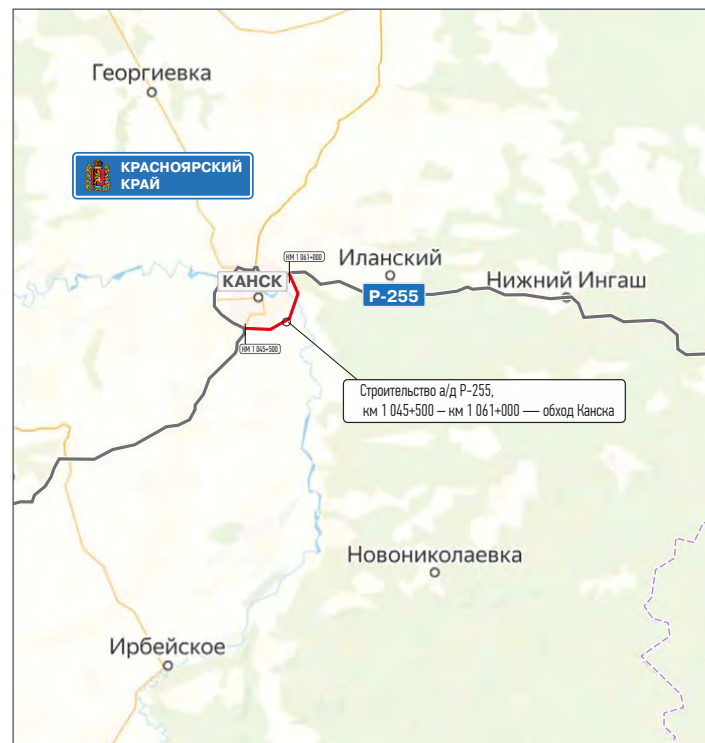 Георгиевка
КРАСНОЯРСКИЙ
КРАЙ
КМ 1 061+000
Иланский
КАНСК
Р-255
Нижний Ингаш
КМ 1 045+500
Строительство а/д Р-255,
км 1 045+500 – км 1 061+000 — обход Канска
Новониколаевка
Ирбейское